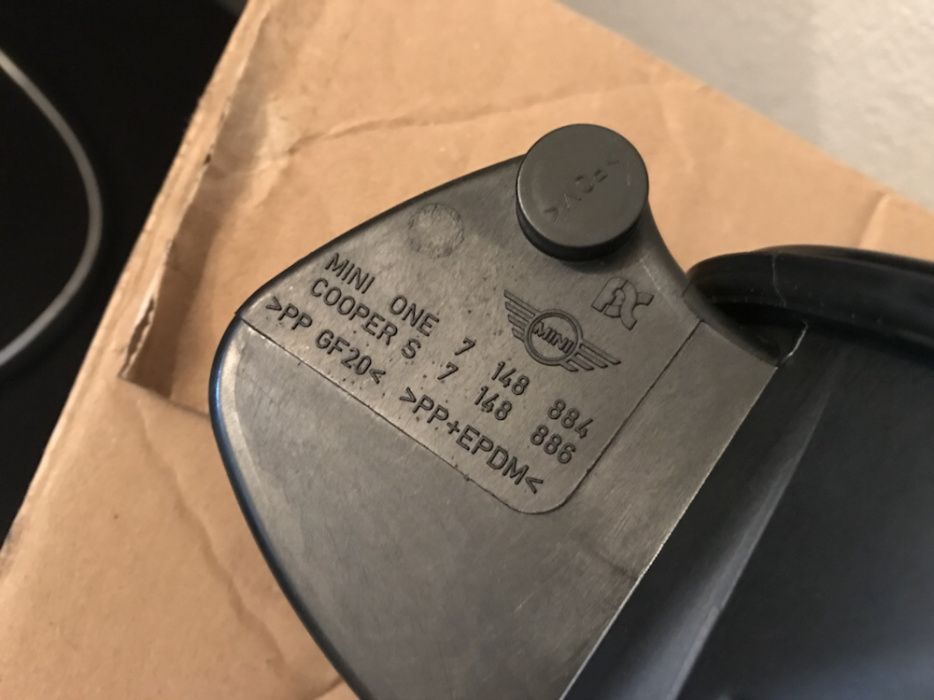 MINI ONE 7 148 884
COOPER S 7 148 886
>PP GF20< >PP+EPDM<
MINI